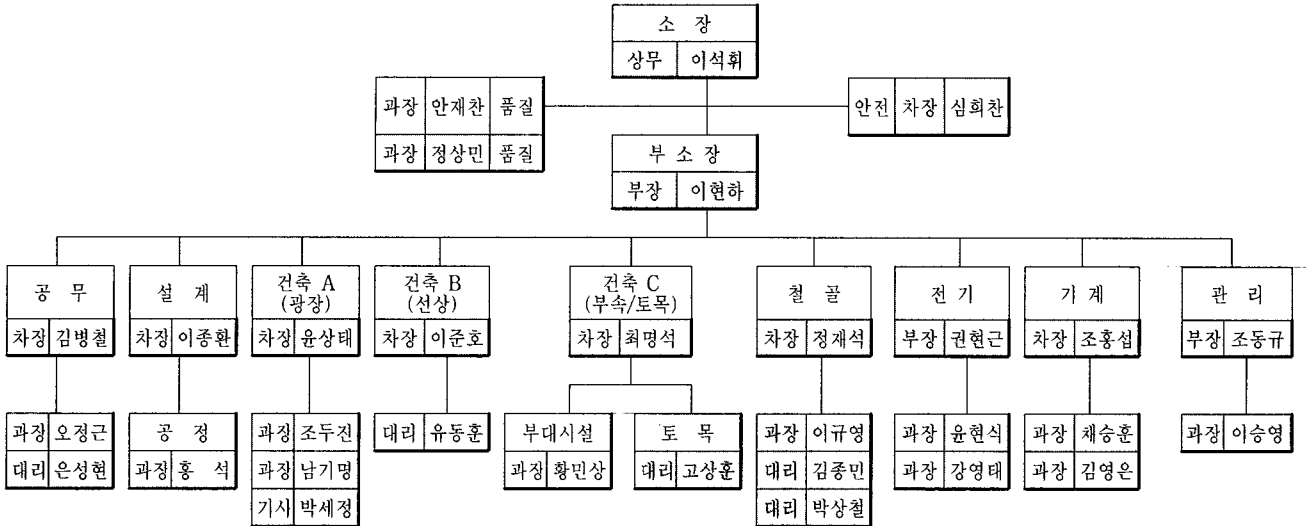 소 장
상무 이석휘
과장 안재찬 품질
과장 정상민 품질
안전 차장 심희찬
부 소 장
부장 이현하
공 무
차장 김병철
설 계
차장 이종환
건축 A
(광장)
차장 윤상태
건축 B
(선상)
차장 이준호
건축 C
(부속/토목)
차장 최명석
철 골
차장 정재석
전 기
부장 권현근
기 계
차장 조홍섭
관 리
부장 조동규
과장 오정근
대리 은성현
공 정
과장 홍 석
과장 조두진
과장 남기명
기사 박세정
대리 유동훈
부대시설
과장 황민상
토 목
대리 고상훈
과장 이규영
대리 김종민
대리 박상철
과장 윤현식
과장 강영태
과장 채승훈
과장 김영은
과장 이승영